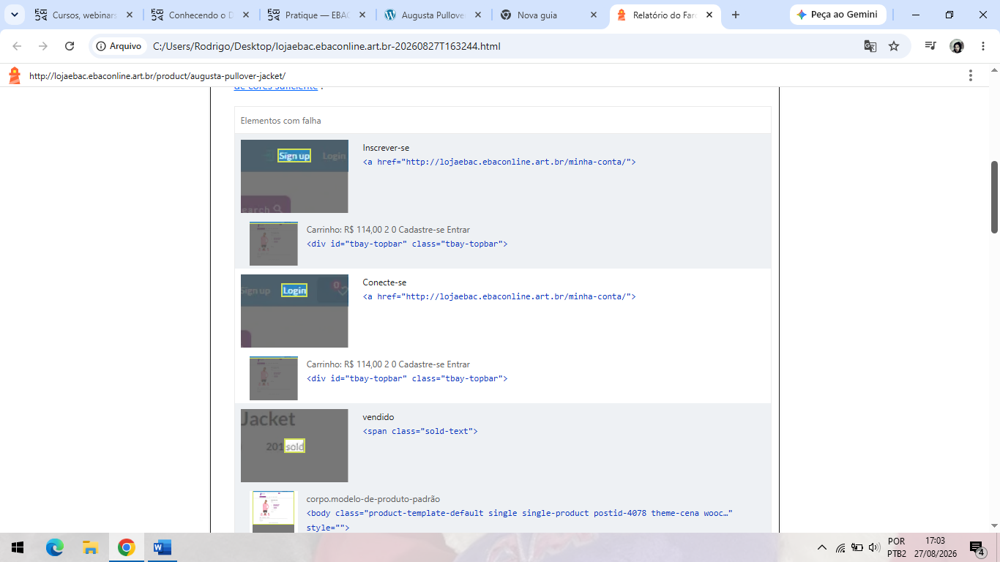 Cursos, webinars
Conhecendo o D
Pratique — EBAC
Augusta Pullover
Nova guia
Relatório do Faro
Peça ao Gemini
Arquivo
C:/Users/Rodrigo/Desktop/lojaebac.ebaconline.art.br-20260827T163244.html
http://lojaebac.ebaconline.art.br/product/augusta-pullover-jacket/
de cores suficiente .
Elementos com falha
Sign up
Login
earch
Inscrever-se
<a href="http://lojaebac.ebaconline.art.br/minha-conta/">
Carrinho: R$ 114,00 2 0 Cadastre-se Entrar
<div id="tbay-topbar" class="tbay-topbar">
Sign up
Login
0
Conecte-se
<a href="http://lojaebac.ebaconline.art.br/minha-conta/">
Carrinho: R$ 114,00 2 0 Cadastre-se Entrar
<div id="tbay-topbar" class="tbay-topbar">
Jacket
201 sold
vendido
<span class="sold-text">
corpo.modelo-de-produto-padrão
<body class="product-template-default single single-product postid-4078 theme-cena wooc…"
style="">
POR
PTB2
17:03
27/08/2026
4